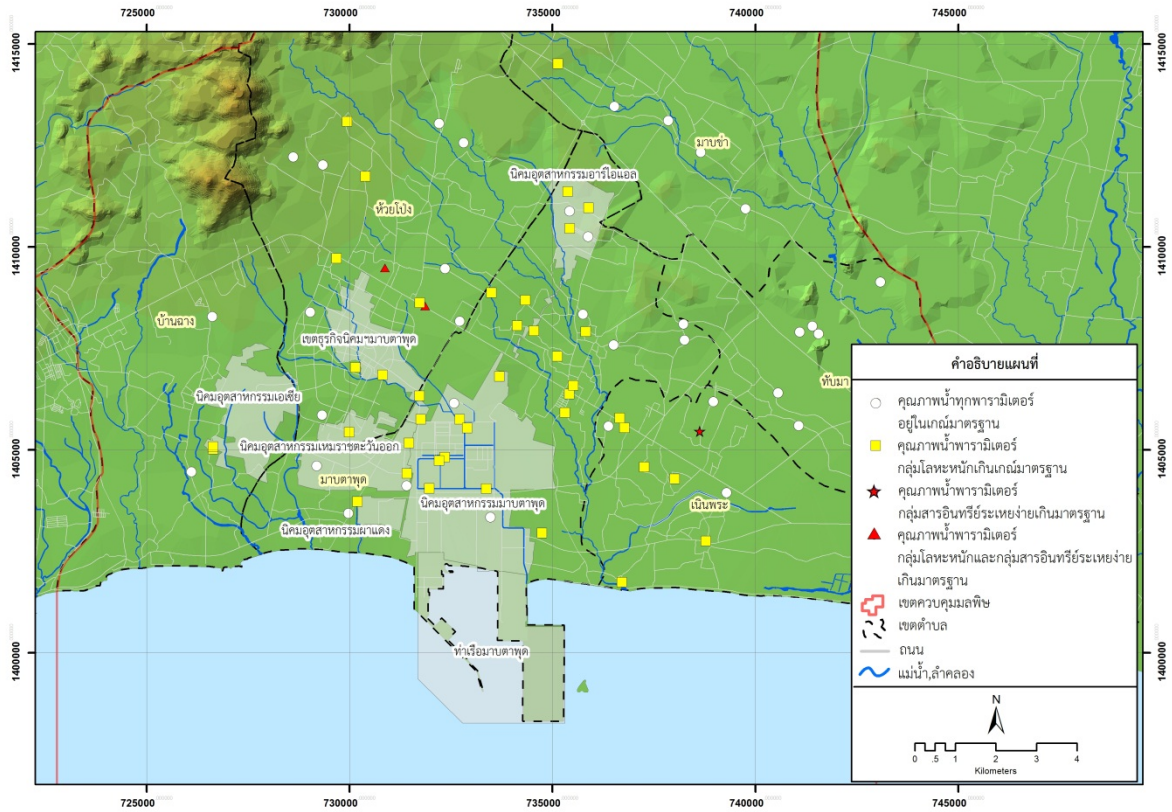 725000
730000
735000
740000
745000
1415000
1415000
มาบข่า
นิคมอุตสาหกรรมอาร์ไอแอล
ห้วยโป่ง
1410000
1410000
บ้านฉาง
เขตธุรกิจนิคมฯมาบตาพุด
ทับมา
นิคมอุตสาหกรรมเอเซีย
นิคมอุตสาหกรรมเหมราชตะวันออก
1405000
1405000
มาบตาพุด
นิคมอุตสาหกรรมมาบตาพุด
เนินพระ
นิคมอุตสาหกรรมผาแดง
ท่าเรือมาบตาพุด
1400000
1400000
คำอธิบายแผนที่
คุณภาพน้ำทุกพารามิเตอร์
อยู่ในเกณ์มาตรฐาน
คุณภาพน้ำพารามิเตอร์
กลุ่มโลหะหนักเกินเกณ์มาตรฐาน
คุณภาพน้ำพารามิเตอร์
กลุ่มสารอินทรีย์ระเหยง่ายเกินมาตรฐาน
คุณภาพน้ำพารามิเตอร์
กลุ่มโลหะหนักและกลุ่มสารอินทรีย์ระเหยง่าย
เกินมาตรฐาน
เขตควบคุมมลพิษ
เขตตำบล
ถนน
แม่น้ำ,ลำคลอง
N
0 .5 1 2 3 4
Kilometers
725000
730000
735000
740000
745000